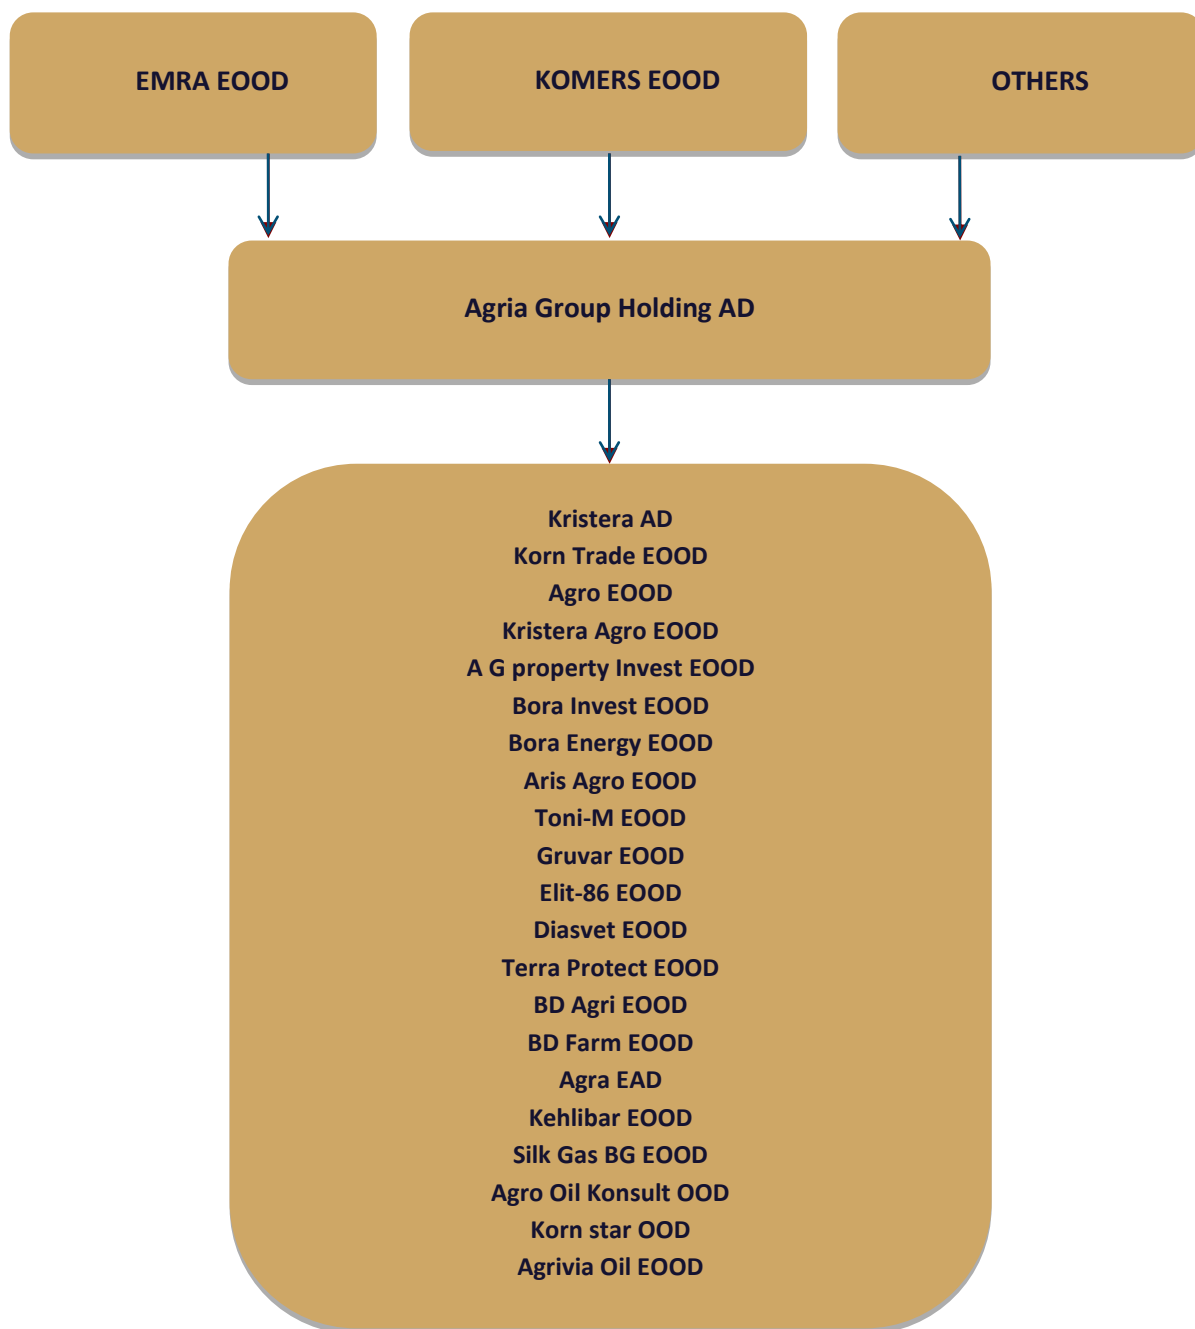 EMRA EOOD
KOMERS EOOD
OTHERS
Agria Group Holding AD
Kristera AD
Korn Trade EOOD
Agro EOOD
Kristera Agro EOOD
A G property Invest EOOD
Bora Invest EOOD
Bora Energy EOOD
Aris Agro EOOD
Toni-M EOOD
Gruvar EOOD
Elit-86 EOOD
Diasvet EOOD
Terra Protect EOOD
BD Agri EOOD
BD Farm EOOD
Agra EAD
Kehlibar EOOD
Silk Gas BG EOOD
Agro Oil Konsult OOD
Korn star OOD
Agrivia Oil EOOD